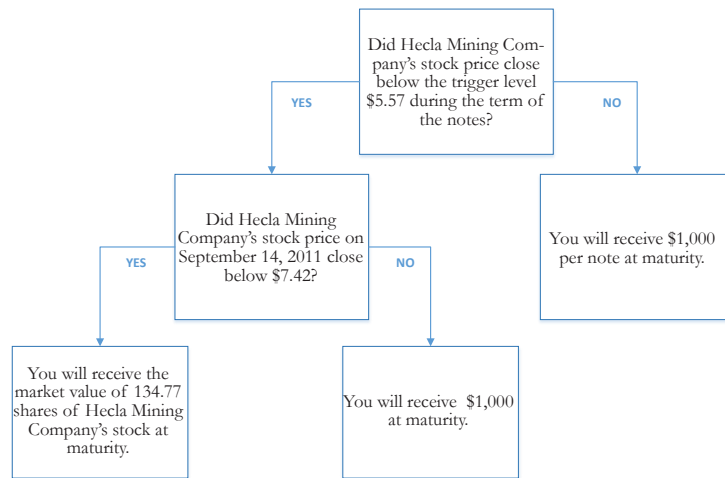 Did Hecla Mining Com-
pany's stock price close
below the trigger level
$5.57 during the term of
the notes?
YES
NO
Did Hecla Mining
Company's stock price on
September 14, 2011 close
below $7.42?
You will receive $1,000
per note at maturity.
YES
NO
You will receive the
market value of 134.77
shares of Hecla Mining
Company's stock at
maturity.
You will receive $1,000
at maturity.